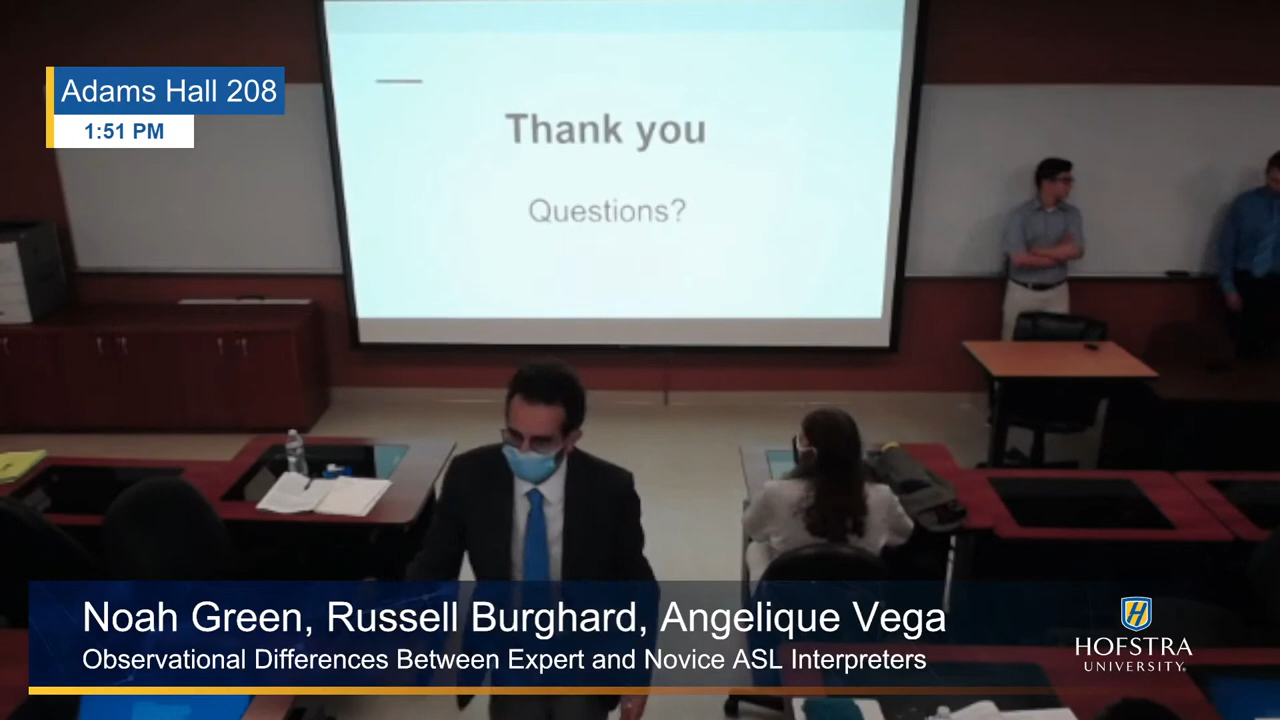 Adams Hall 208
1:51 PM
Thank you
Questions?
Noah Green, Russell Burghard, Angelique Vega
Observational Differences Between Expert and Novice ASL Interpreters
H
HOFSTRA
UNIVERSITY®